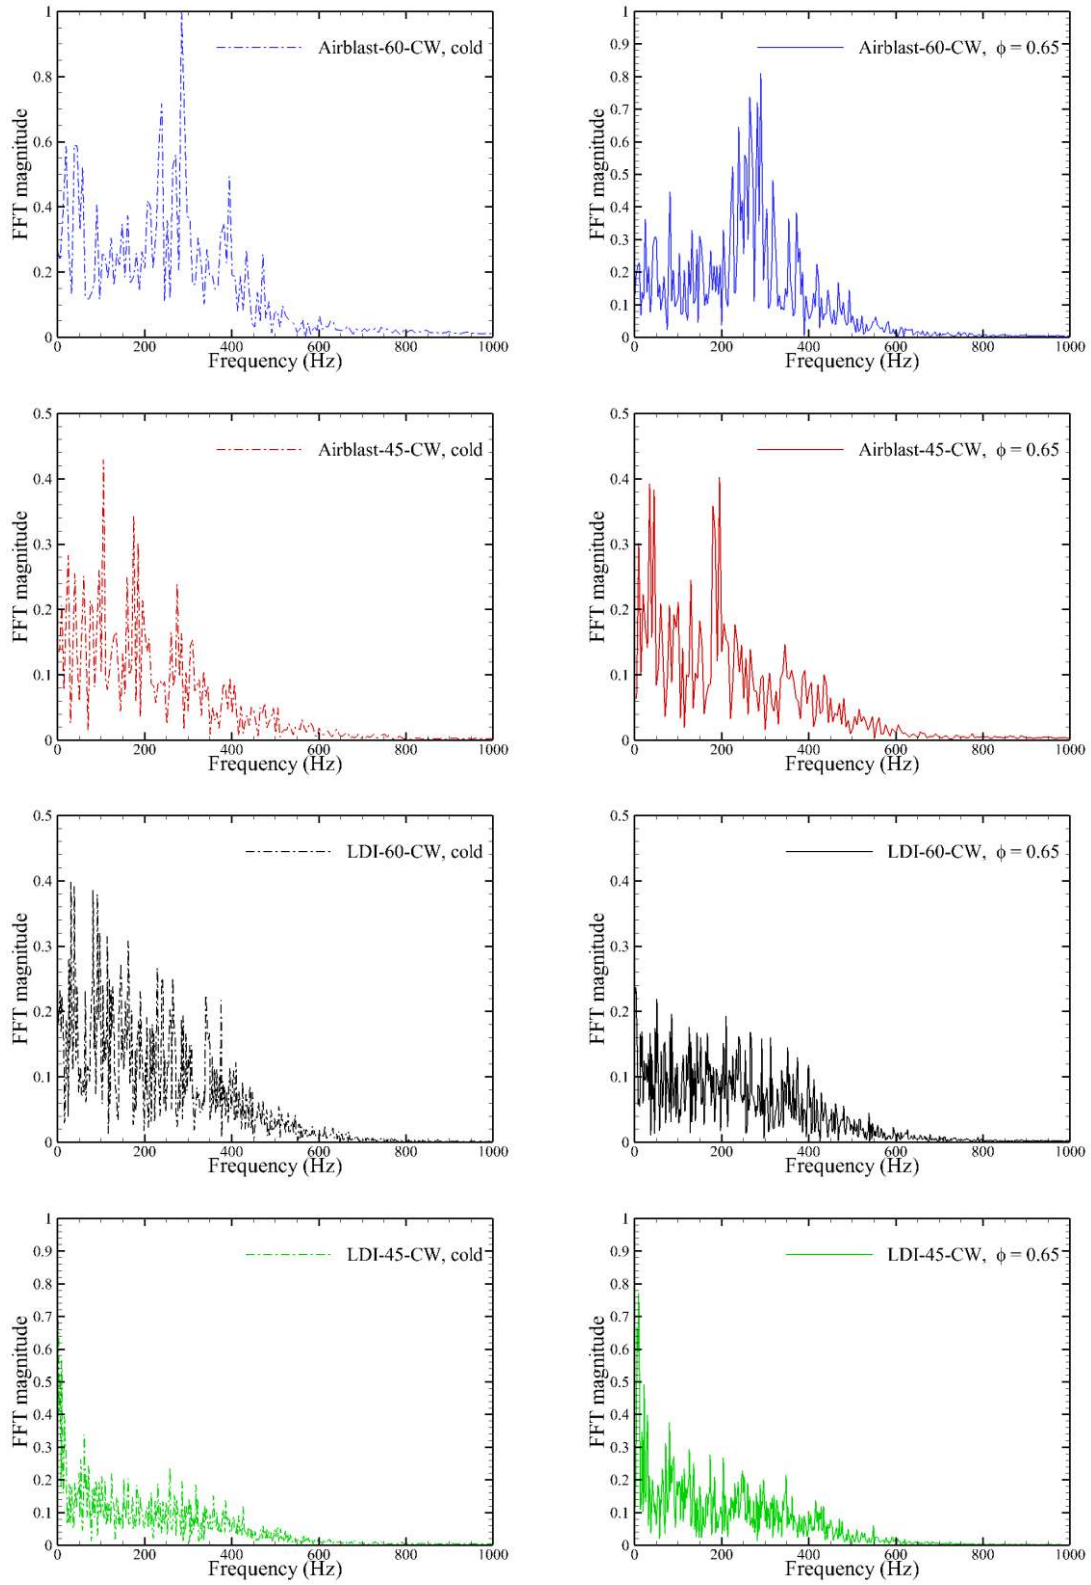 1
0.8
0.6
0.4
0.2
0
0 200 400 600 800 1000
FFT magnitude
Frequency (Hz)
Airblast-60-CW, cold
1
0.9
0.8
0.7
0.6
0.5
0.4
0.3
0.2
0.1
0
0 200 400 600 800 1000
FFT magnitude
Frequency (Hz)
Airblast-60-CW, ϕ = 0.65
0.5
0.4
0.3
0.2
0.1
0
0 200 400 600 800 1000
FFT magnitude
Frequency (Hz)
Airblast-45-CW, cold
0.5
0.4
0.3
0.2
0.1
0
0 200 400 600 800 1000
FFT magnitude
Frequency (Hz)
Airblast-45-CW, ϕ = 0.65
0.5
0.4
0.3
0.2
0.1
0
0 200 400 600 800 1000
FFT magnitude
Frequency (Hz)
LDI-60-CW, cold
0.5
0.4
0.3
0.2
0.1
0
0 200 400 600 800 1000
FFT magnitude
Frequency (Hz)
LDI-60-CW, ϕ = 0.65
1
0.9
0.8
0.7
0.6
0.5
0.4
0.3
0.2
0.1
0
0 200 400 600 800 1000
FFT magnitude
Frequency (Hz)
LDI-45-CW, cold
1
0.9
0.8
0.7
0.6
0.5
0.4
0.3
0.2
0.1
0
0 200 400 600 800 1000
FFT magnitude
Frequency (Hz)
LDI-45-CW, ϕ = 0.65